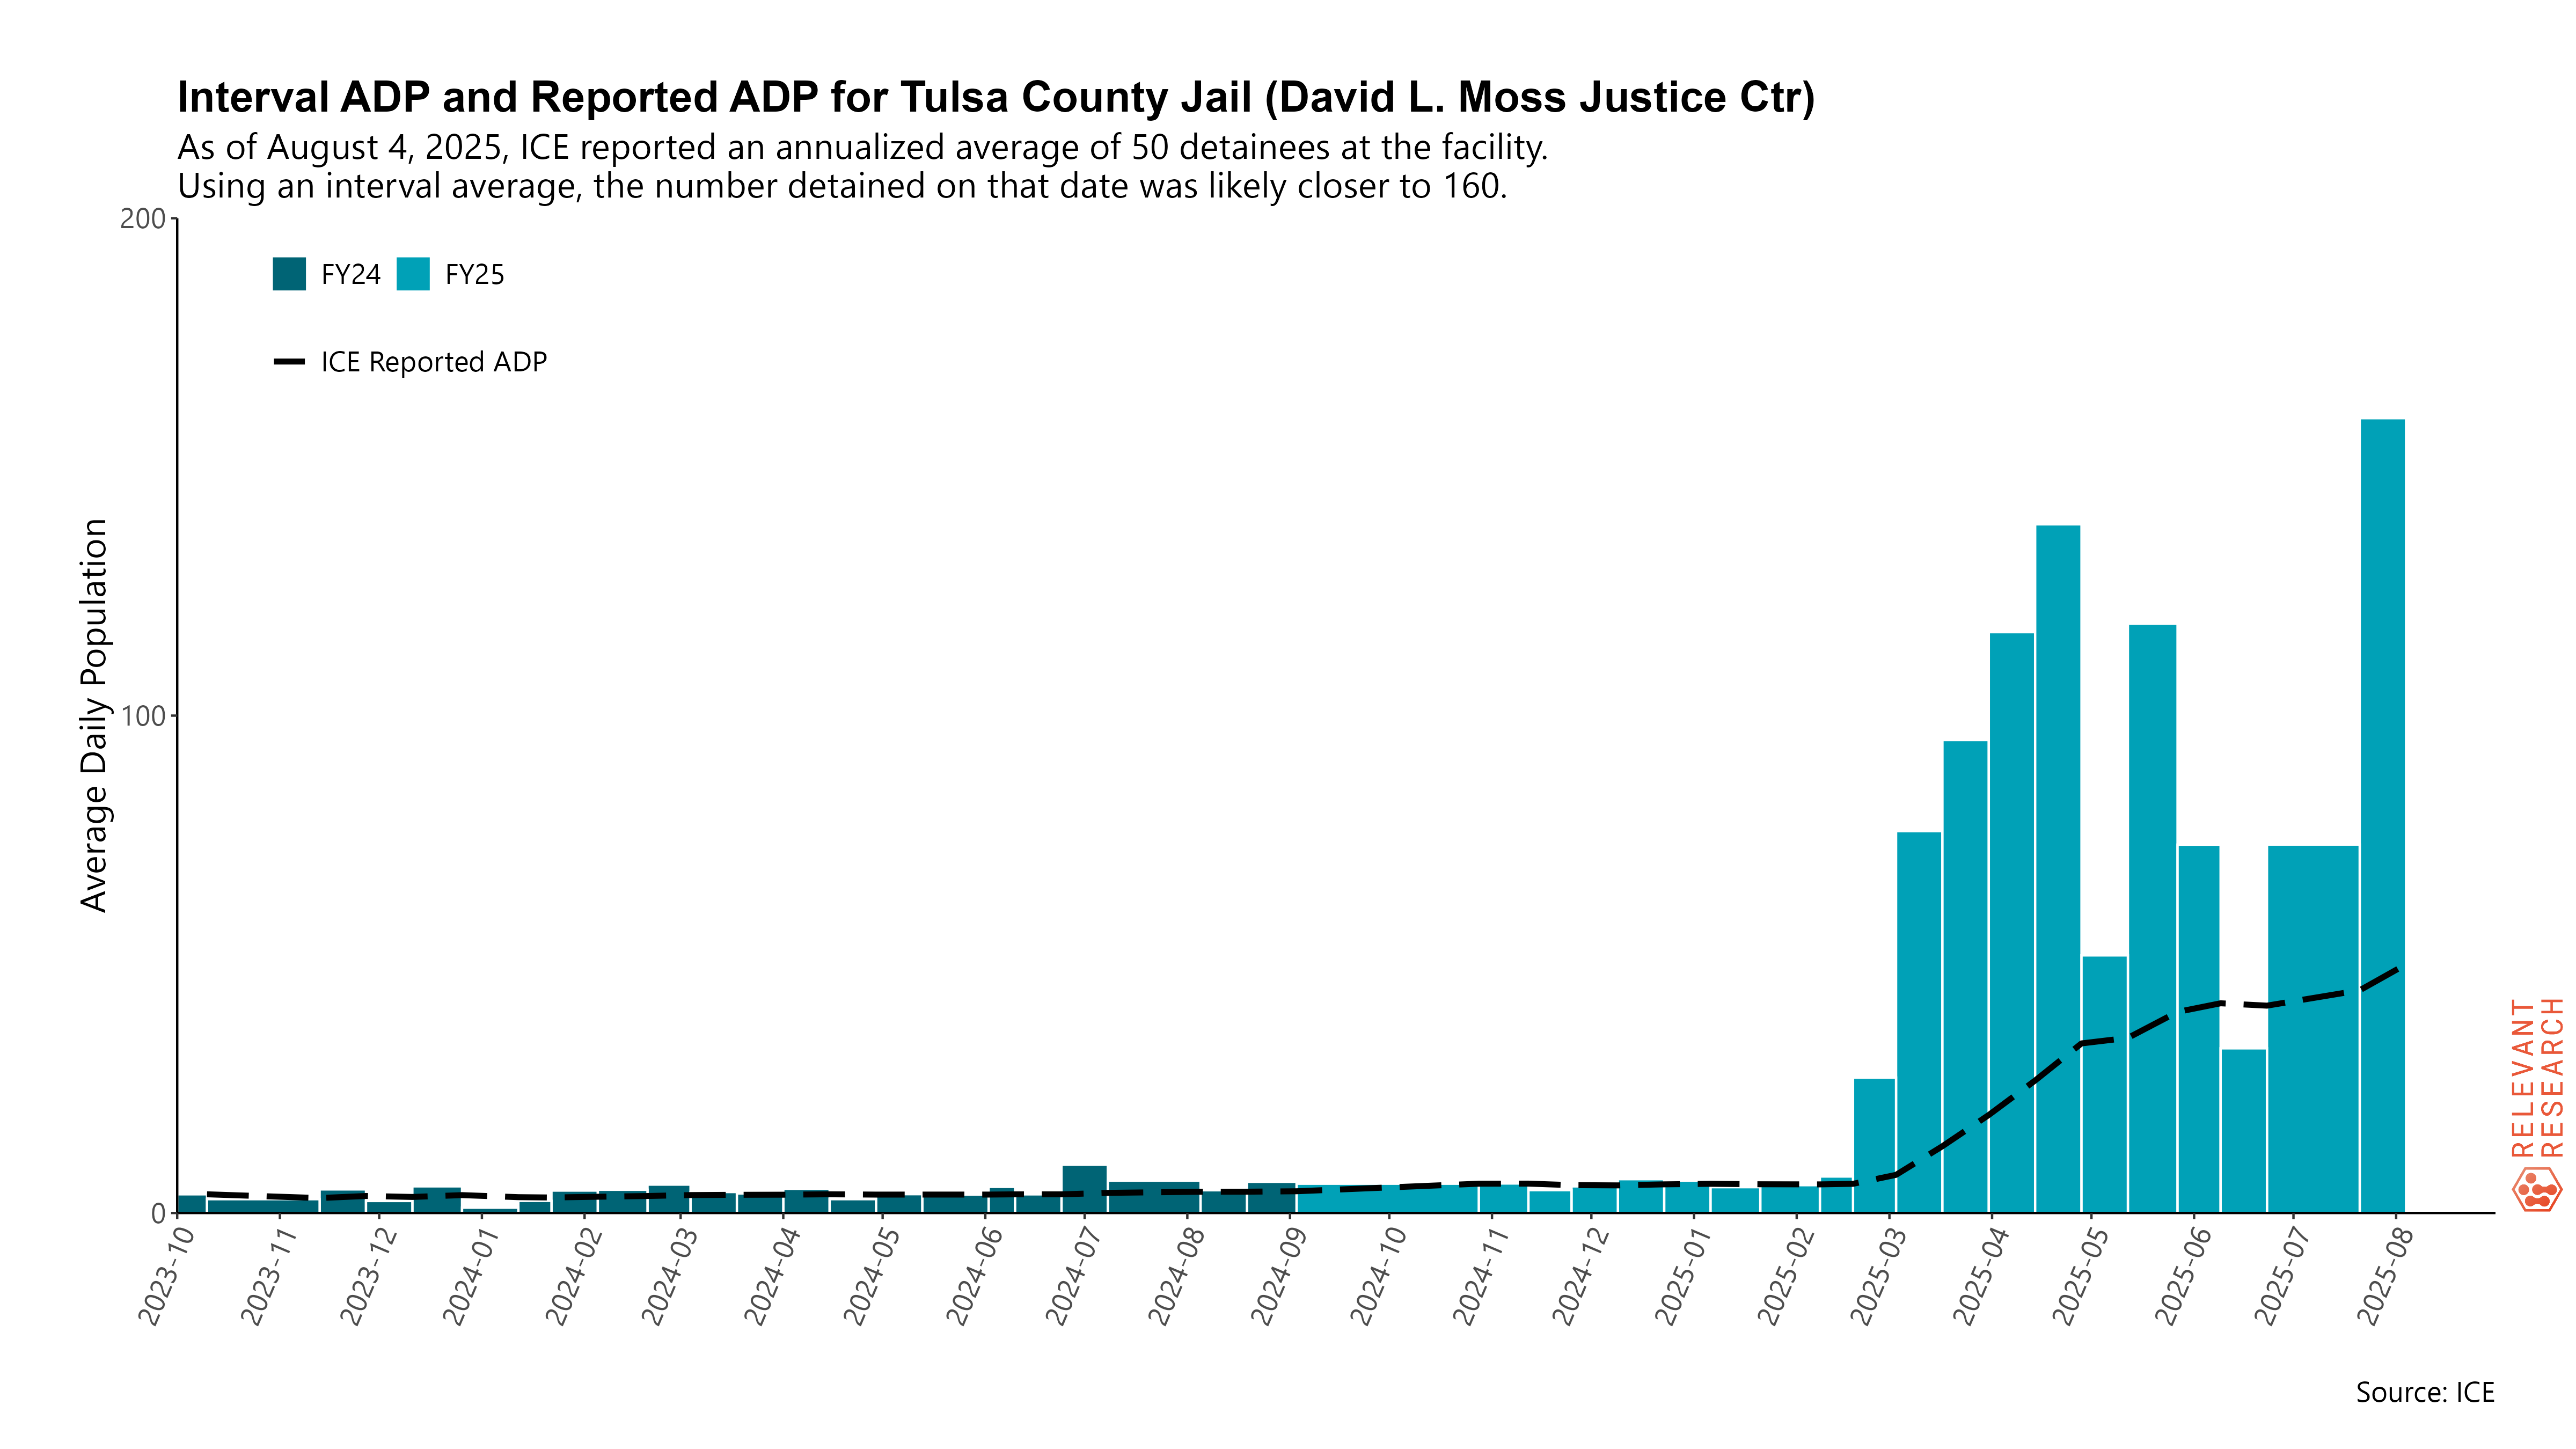 Interval ADP and Reported ADP for Tulsa County Jail (David L. Moss Justice Ctr)
As of August 4, 2025, ICE reported an annualized average of 50 detainees at the facility.
Using an interval average, the number detained on that date was likely closer to 160.
200
FY24 FY25
ICE Reported ADP
Average Daily Population
100
0
2023-10 2023-11 2023-12 2024-01 2024-02 2024-03 2024-04 2024-05 2024-06 2024-07 2024-08 2024-09 2024-10 2024-11 2024-12 2025-01 2025-02 2025-03 2025-04 2025-05 2025-06 2025-07 2025-08
RELEVANT
RESEARCH
Source: ICE